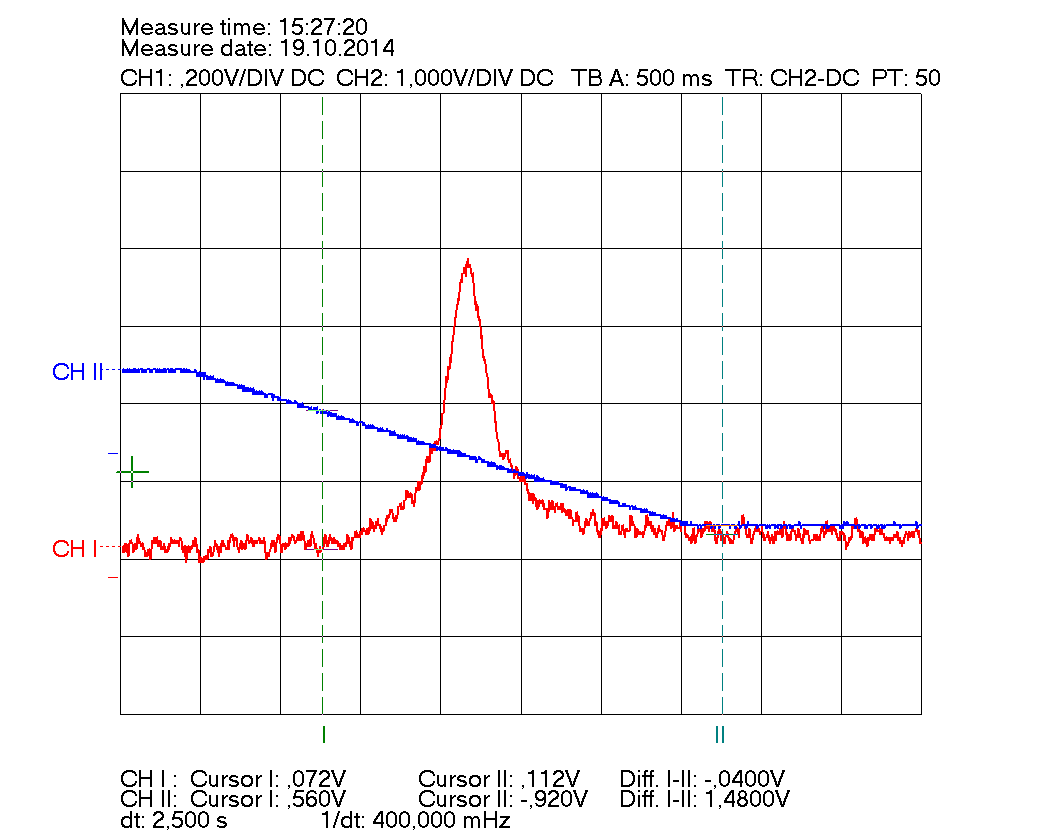 Measure time: 15:27:20
Measure date: 19.10.2014
CH1: ,200V/DIV DC CH2: 1,000V/DIV DC TB A: 500 ms TR: CH2-DC PT: 50
CH II
CH I
I II
CH I : Cursor I: ,072V Cursor II: ,112V Diff. I-II: -,0400V
CH II: Cursor I: ,560V Cursor II: -,920V Diff. I-II: 1,4800V
dt: 2,500 s 1/dt: 400,000 mHz